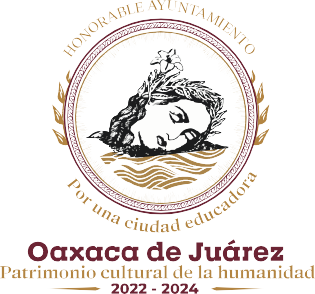 HONORABLE AYUNTAMIENTO
Por una ciudad educadora
Oaxaca de Juárez
Patrimonio cultural de la humanidad
2022 - 2024